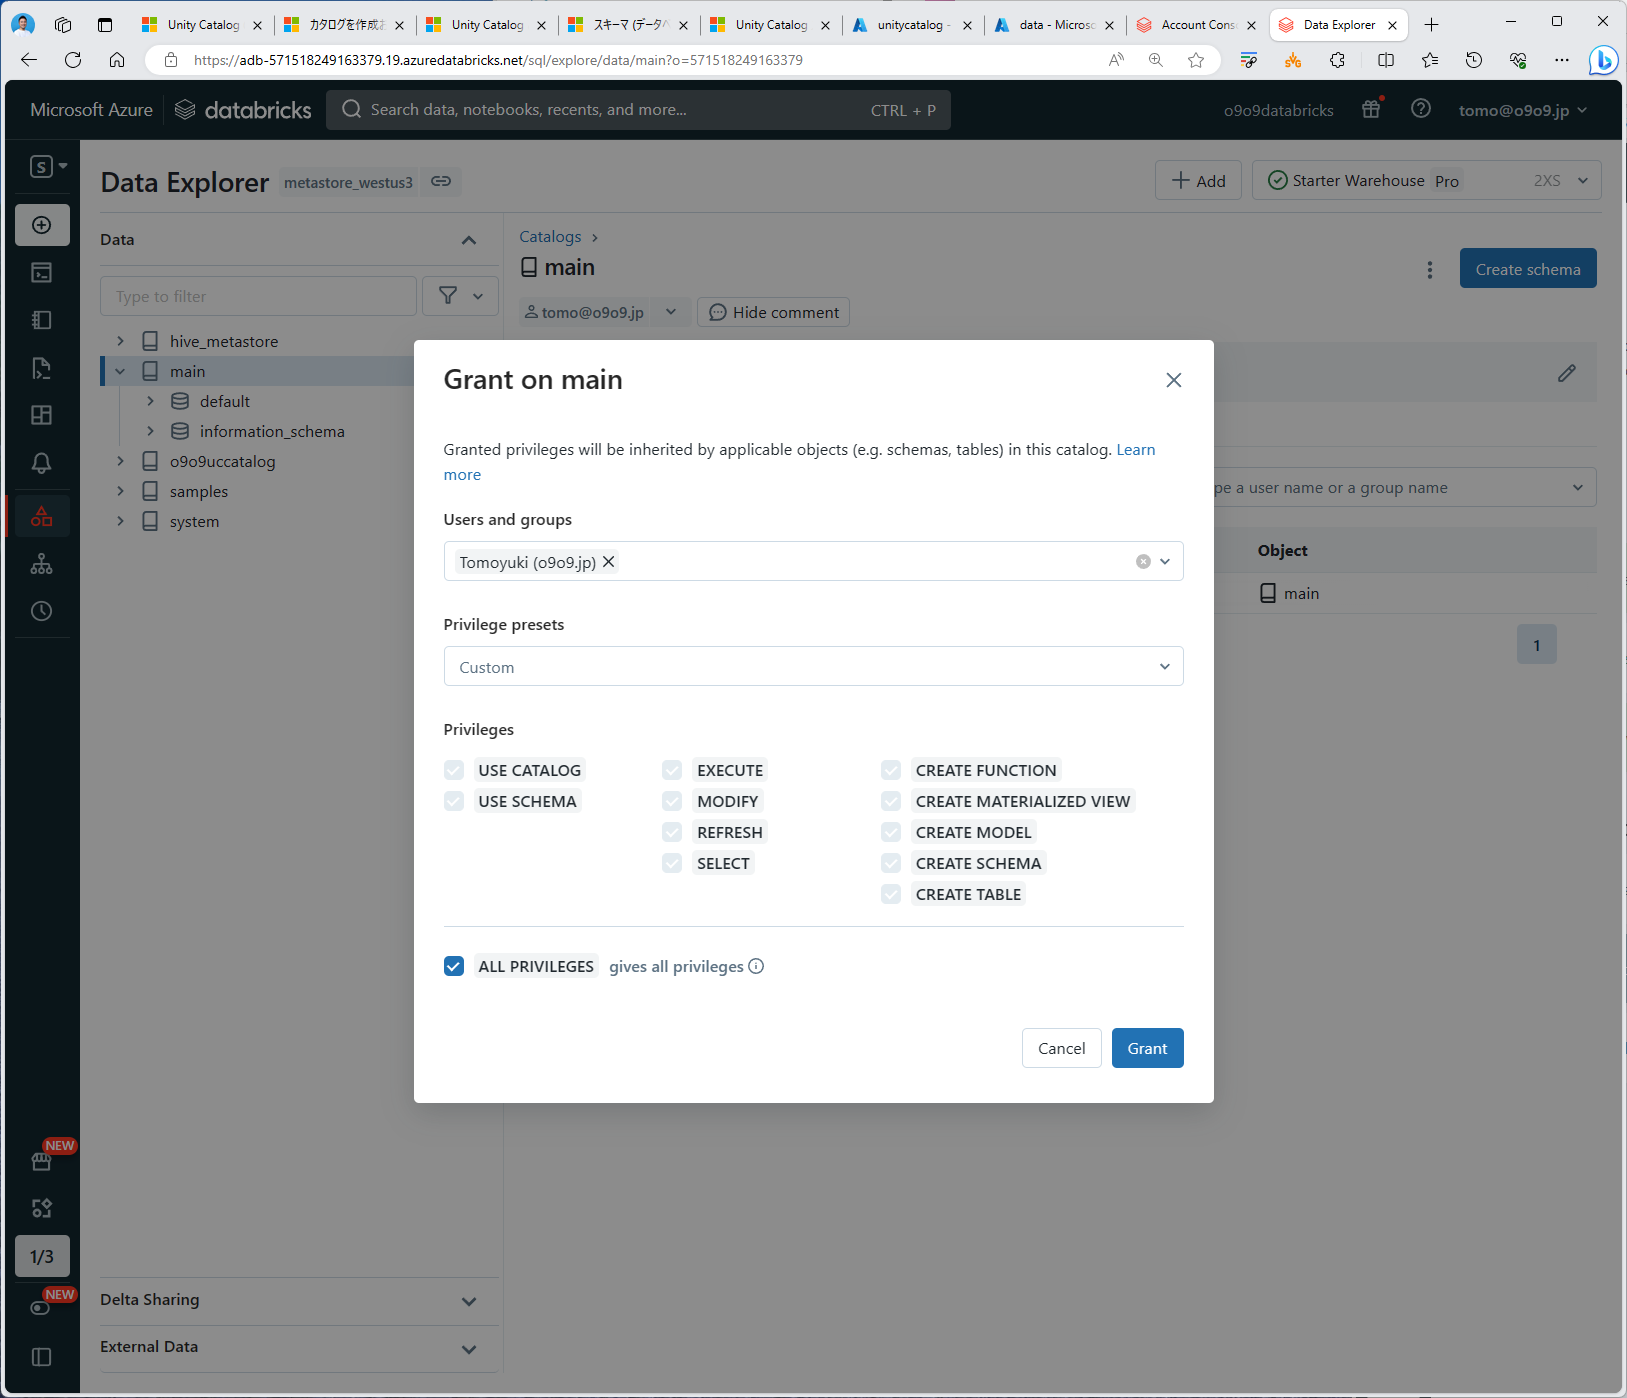 Unity Catalog
カタログを作成お
Unity Catalog
スキーマ (データベ
Unity Catalog
unitycatalog -
data - Microso
Account Cons
Data Explorer
https://adb-571518249163379.19.azuredatabricks.net/sql/explore/data/main?o=571518249163379
Microsoft Azure databricks
Search data, notebooks, recents, and more... CTRL + P
o9o9databricks
tomo@o9o9.jp
S
Data Explorer metastore_westus3
Add
Starter Warehouse Pro 2XS
Data
Type to filter
hive_metastore
main
default
information_schema
o9o9uccatalog
samples
system
Catalogs
main
Create schema
tomo@o9o9.jp
Hide comment
pe a user name or a group name
Object
main
1
Grant on main
Granted privileges will be inherited by applicable objects (e.g. schemas, tables) in this catalog. Learn
more
Users and groups
Tomoyuki (o9o9.jp)
Privilege presets
Custom
Privileges
USE CATALOG
USE SCHEMA
EXECUTE
MODIFY
REFRESH
SELECT
CREATE FUNCTION
CREATE MATERIALIZED VIEW
CREATE MODEL
CREATE SCHEMA
CREATE TABLE
ALL PRIVILEGES gives all privileges
Cancel
Grant
NEW
1/3
NEW
Delta Sharing
External Data